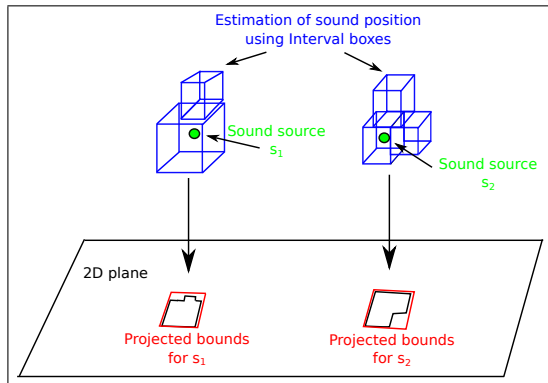 Estimation of sound position
using Interval boxes
Sound source
s₁
Sound source
s₂
2D plane
Projected bounds
for s₁
Projected bounds
for s₂